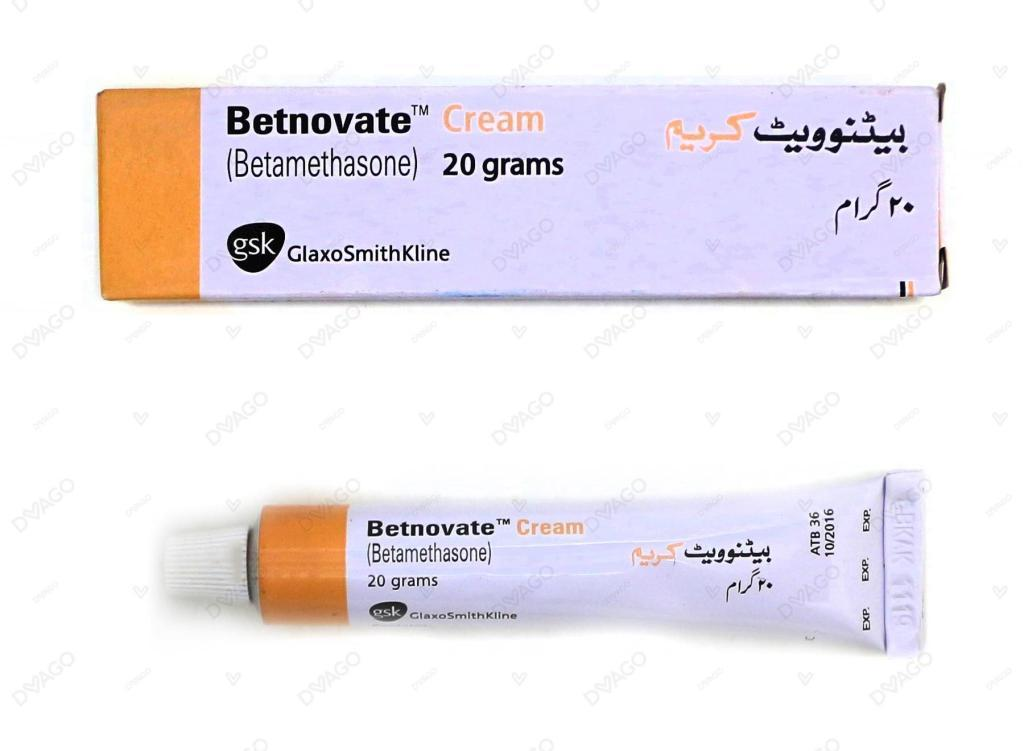 Betnovate™ Cream
(Betamethasone) 20 grams
gsk GlaxoSmithKline
بیٹنوویٹ کریم
۲۰ گرام
Betnovate™ Cream
(Betamethasone)
20 grams
gsk GlaxoSmithKline
بیٹنوویٹ کریم
۲۰ گرام
ATB 36
10/2016
EXP. EXP. EXP.
DVAGO